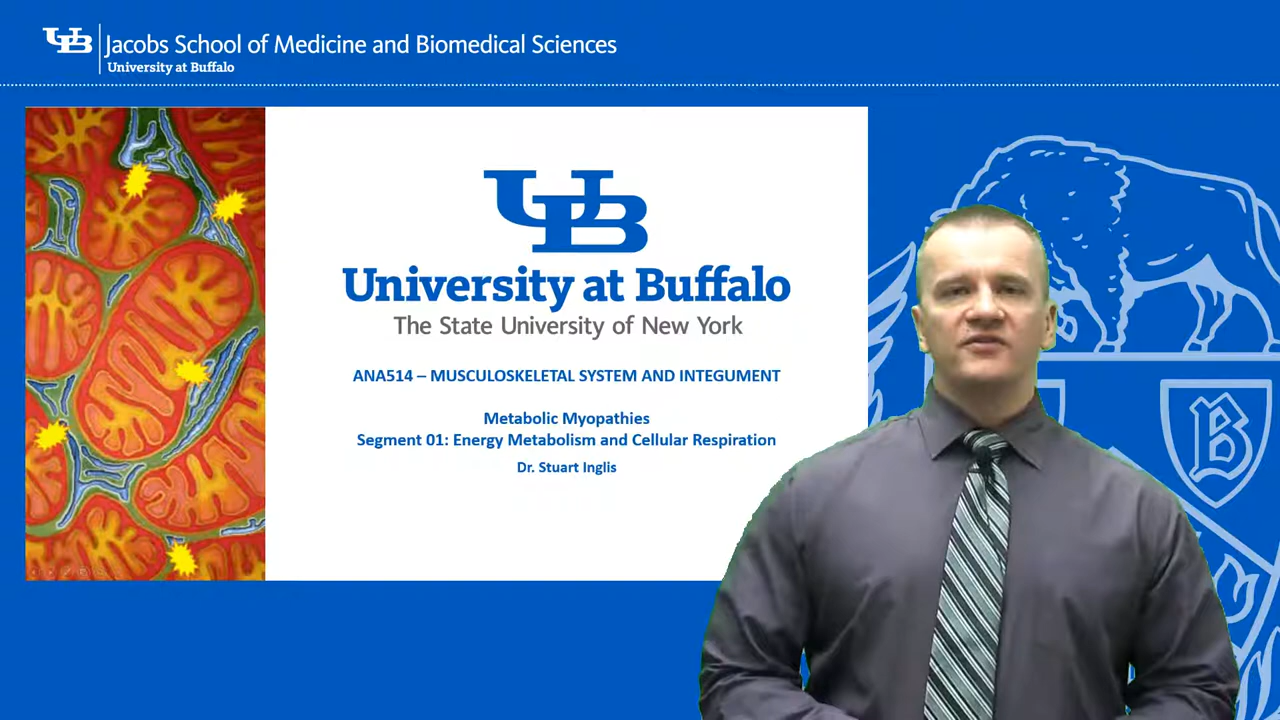 UB
Jacobs School of Medicine and Biomedical Sciences
University at Buffalo
UB
University at Buffalo
The State University of New York
ANA514 – MUSCULOSKELETAL SYSTEM AND INTEGUMENT
Metabolic Myopathies
Segment 01: Energy Metabolism and Cellular Respiration
Dr. Stuart Inglis
B